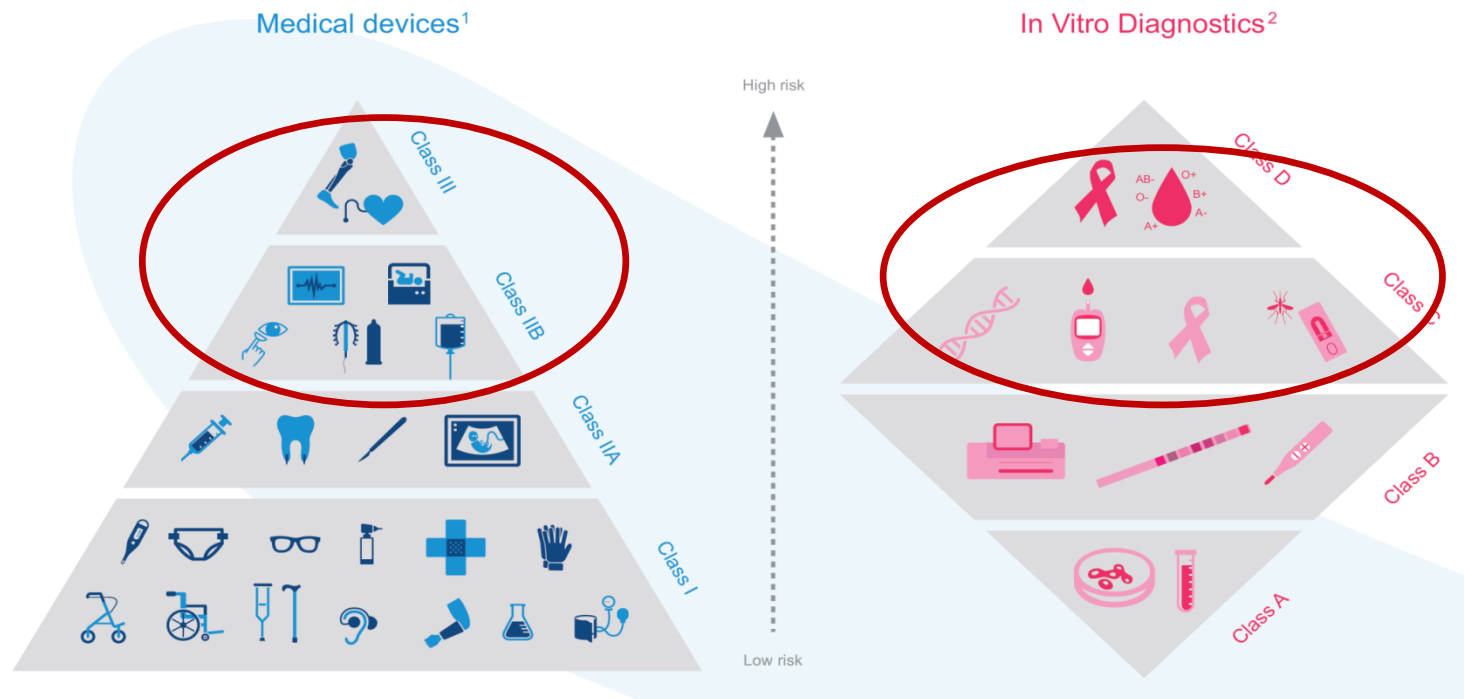 Medical devices1
In Vitro Diagnostics2
High risk
Class III
Class IIB
Class IIA
Class I
Low risk
Class D
AB-
O+
O-
B+
A-
A+
Class C
Class B
Class A